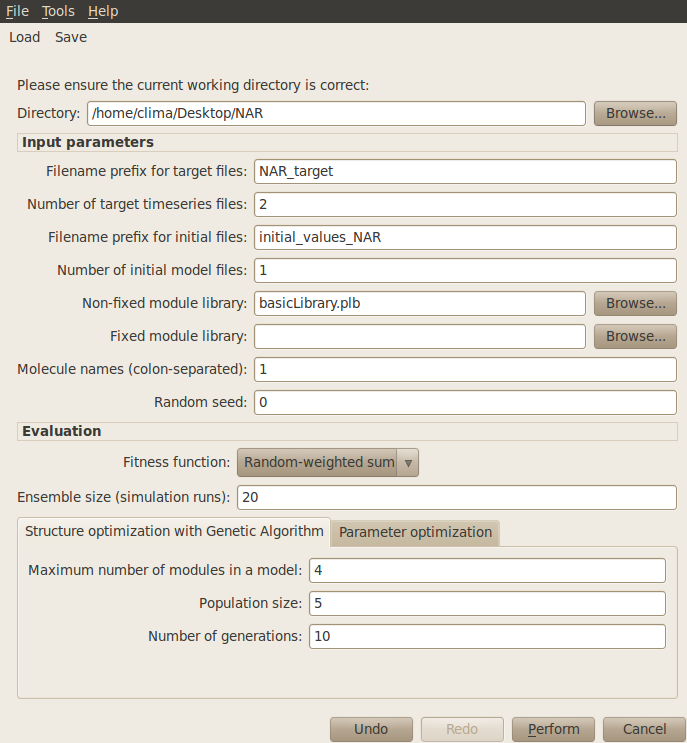 File Tools Help
Load Save
Please ensure the current working directory is correct:
Directory: /home/clima/Desktop/NAR Browse...
Input parameters
Filename prefix for target files: NAR_target
Number of target timeseries files: 2
Filename prefix for initial files: initial_values_NAR
Number of initial model files: 1
Non-fixed module library: basicLibrary.plb Browse...
Fixed module library: Browse...
Molecule names (colon-separated): 1
Random seed: 0
Evaluation
Fitness function: Random-weighted sum
Ensemble size (simulation runs): 20
Structure optimization with Genetic Algorithm Parameter optimization
Maximum number of modules in a model: 4
Population size: 5
Number of generations: 10
Undo Redo Perform Cancel